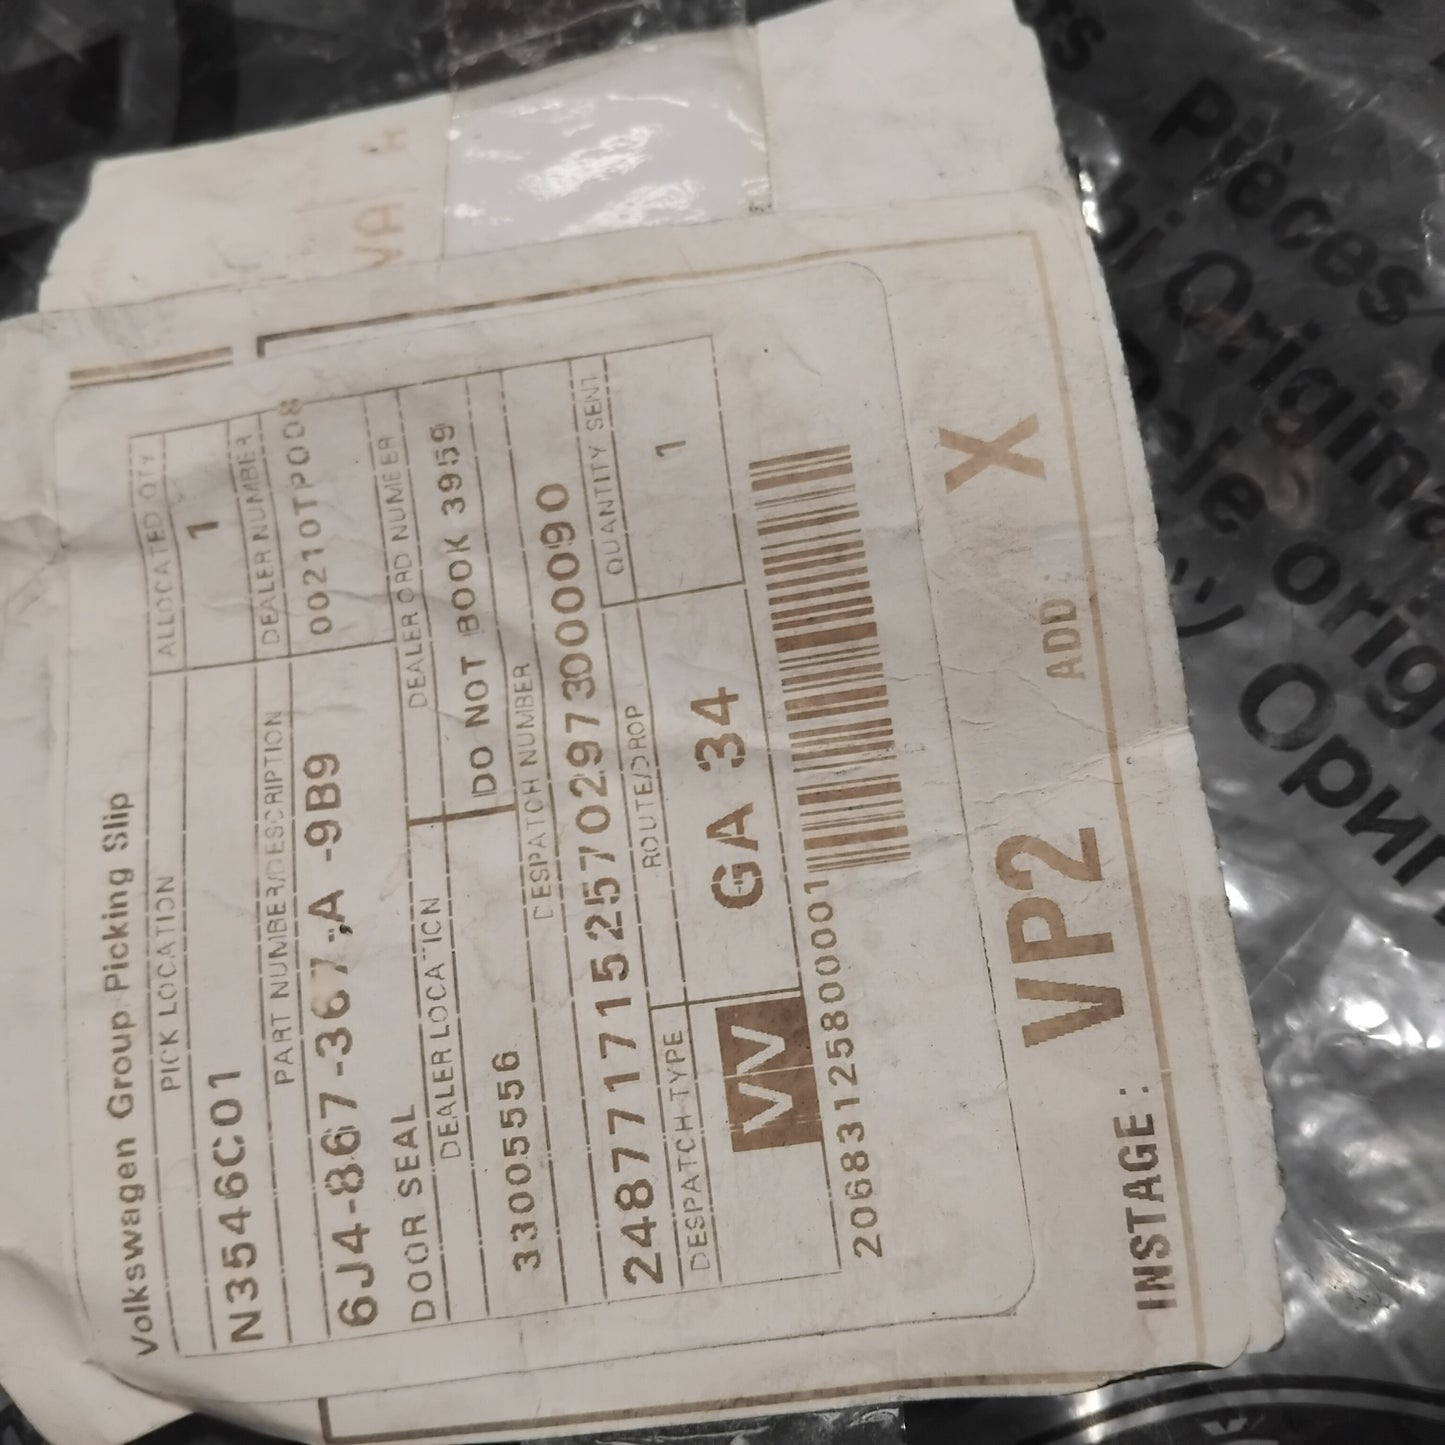 Volkswagen Group Picking Slip
PICK LOCATION
ALLOCATED QTY
N3546C01
1
PART NUMBER/DESCRIPTION
DEALER NUMBER
6J4-867-367-A -9B9
00210TP008
DOOR SEAL
DEALER LOCATION
DEALER ORD NUMBER
33005556
DO NOT BOOK 3959
DESPATCH NUMBER
248771715257029730000090
DESPATCH TYPE
ROUTE/DROP
QUANTITY SENT
VV
GA 34
1
20683125800001
VP2
X
INSTAGE:
ADD
VA
Pièces
Original
Ориг